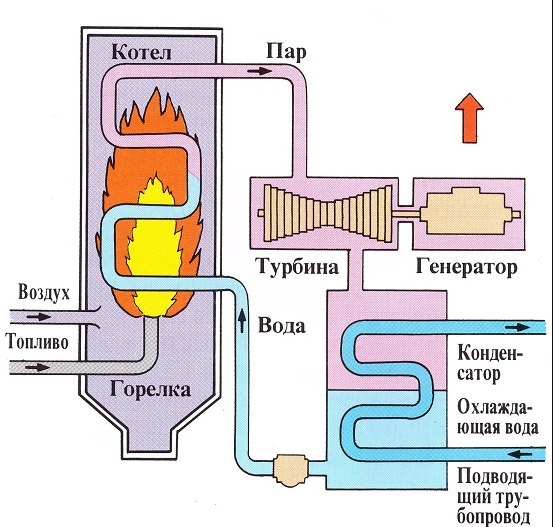 Котел
Пар
Турбина
Генератор
Воздух
Вода
Топливо
Горелка
Конден-
сатор
Охлажда-
ющая вода
Подводя-
щий тру-
бопровод